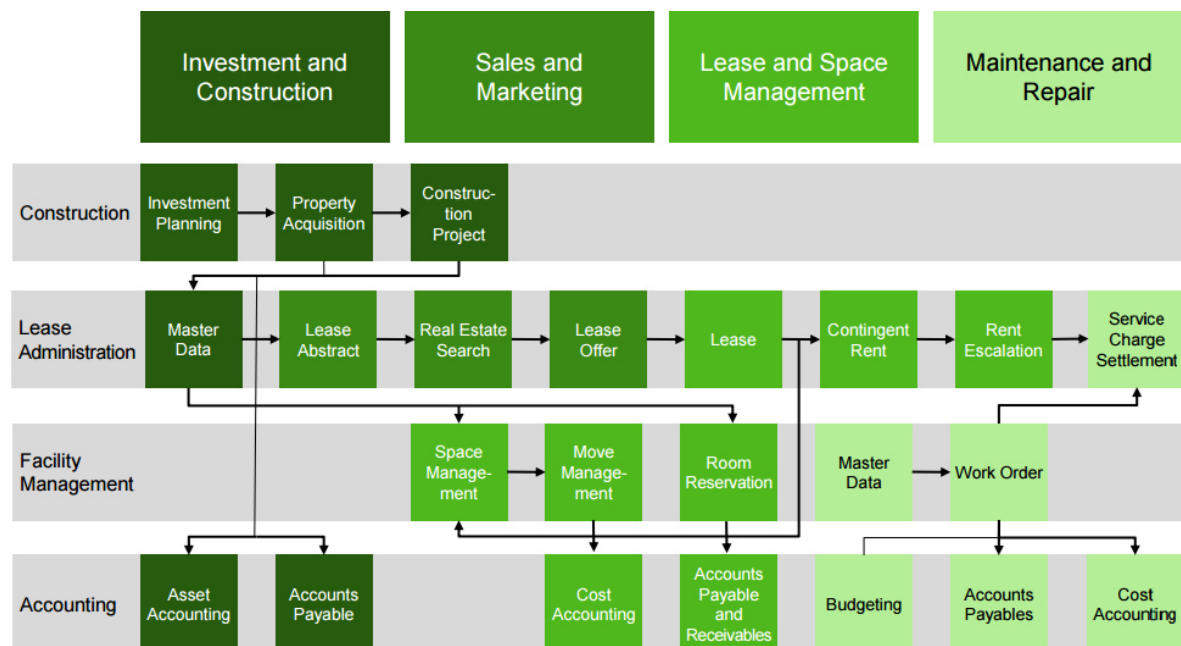 Investment and
Construction
Sales and
Marketing
Lease and Space
Management
Maintenance and
Repair
Construction
Investment
Planning
Property
Acquisition
Construc-
tion
Project
Lease
Administration
Master
Data
Lease
Abstract
Real Estate
Search
Lease
Offer
Lease
Contingent
Rent
Rent
Escalation
Service
Charge
Settlement
Facility
Management
Space
Manage-
ment
Move
Manage-
ment
Room
Reservation
Master
Data
Work Order
Accounting
Asset
Accounting
Accounts
Payable
Cost
Accounting
Accounts
Payable
and
Receivables
Budgeting
Accounts
Payables
Cost
Accounting